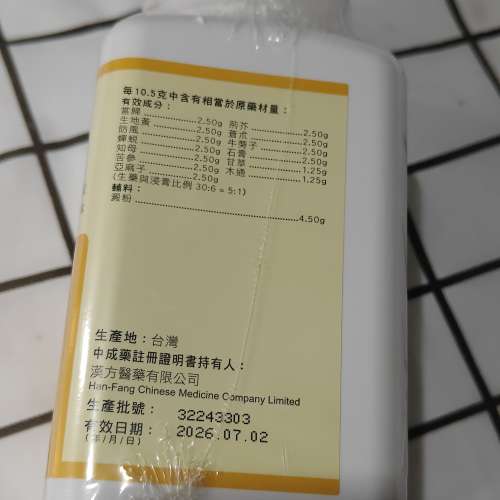 每10.5克中含有相當於原藥材量：
有效成分：
當歸 2.50g 荊芥 2.50g
生地黃 2.50g 蒼朮 2.50g
防風 2.50g 牛蒡子 2.50g
蟬蛻 2.50g 石膏 2.50g
知母 2.50g 甘草 1.25g
苦參 2.50g 木通 1.25g
亞麻子 2.50g
(生藥與浸膏比例 30:6 = 5:1)
輔料：
澱粉 4.50g
生產地：台灣
中成藥註冊證明書持有人：
漢方醫藥有限公司
Han-Fang Chinese Medicine Company Limited
生產批號： 32243303
有效日期： 2026.07.02
(年/月/日)